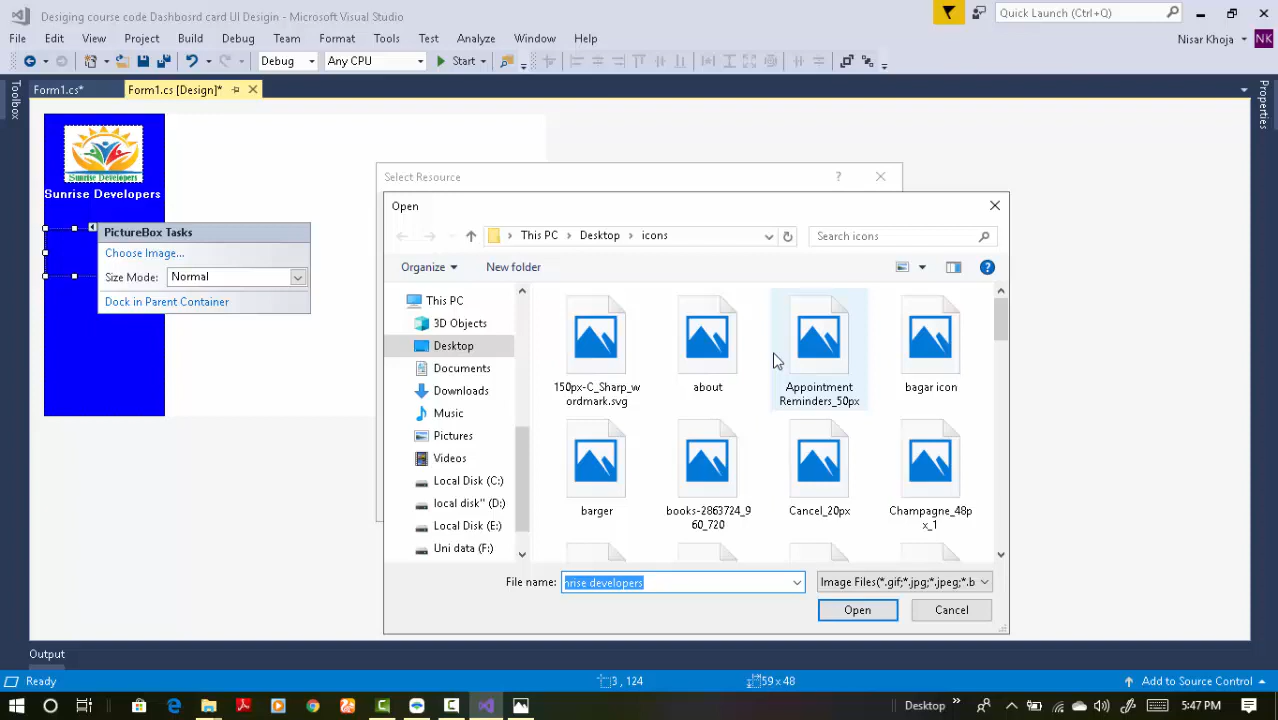 Desiging course code Dashbosrd card UI Desigin - Microsoft Visual Studio
Quick Launch (Ctrl+Q)
File Edit View Project Build Debug Team Format Tools Test Analyze Window Help
Nisar Khoja
NK
Debug Any CPU Start
Toolbox
Form1.cs*
Form1.cs [Design]*
Properties
Sunrise Developers
Sunrise Developers
PictureBox Tasks
Choose Image...
Size Mode: Normal
Dock in Parent Container
Select Resource
?
Open
This PC > Desktop > icons
Search icons
Organize
New folder
This PC
3D Objects
Desktop
Documents
Downloads
Music
Pictures
Videos
Local Disk (C:)
local disk" (D:)
Local Disk (E:)
Uni data (F:)
150px-C_Sharp_w
ordmark.svg
about
Appointment
Reminders_50px
bagar icon
barger
books-2863724_9
60_720
Cancel_20px
Champagne_48p
x_1
File name: nrise developers
Image Files(*.gif;*.jpg;*.jpeg;*.b
Open
Cancel
Output
Ready
3 , 124
59 x 48
Add to Source Control
Desktop
5:47 PM